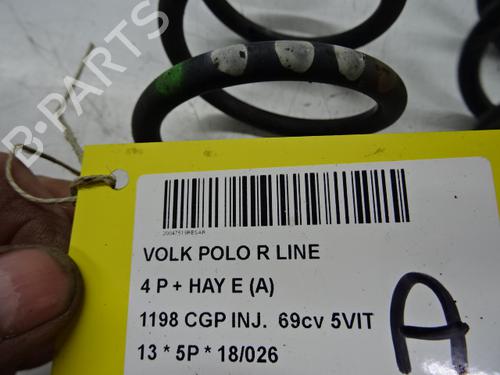 B-PARTS
VOLK POLO R LINE
4 P + HAY E (A)
1198 CGP INJ. 69cv 5VIT
13 * 5P * 18/026
A